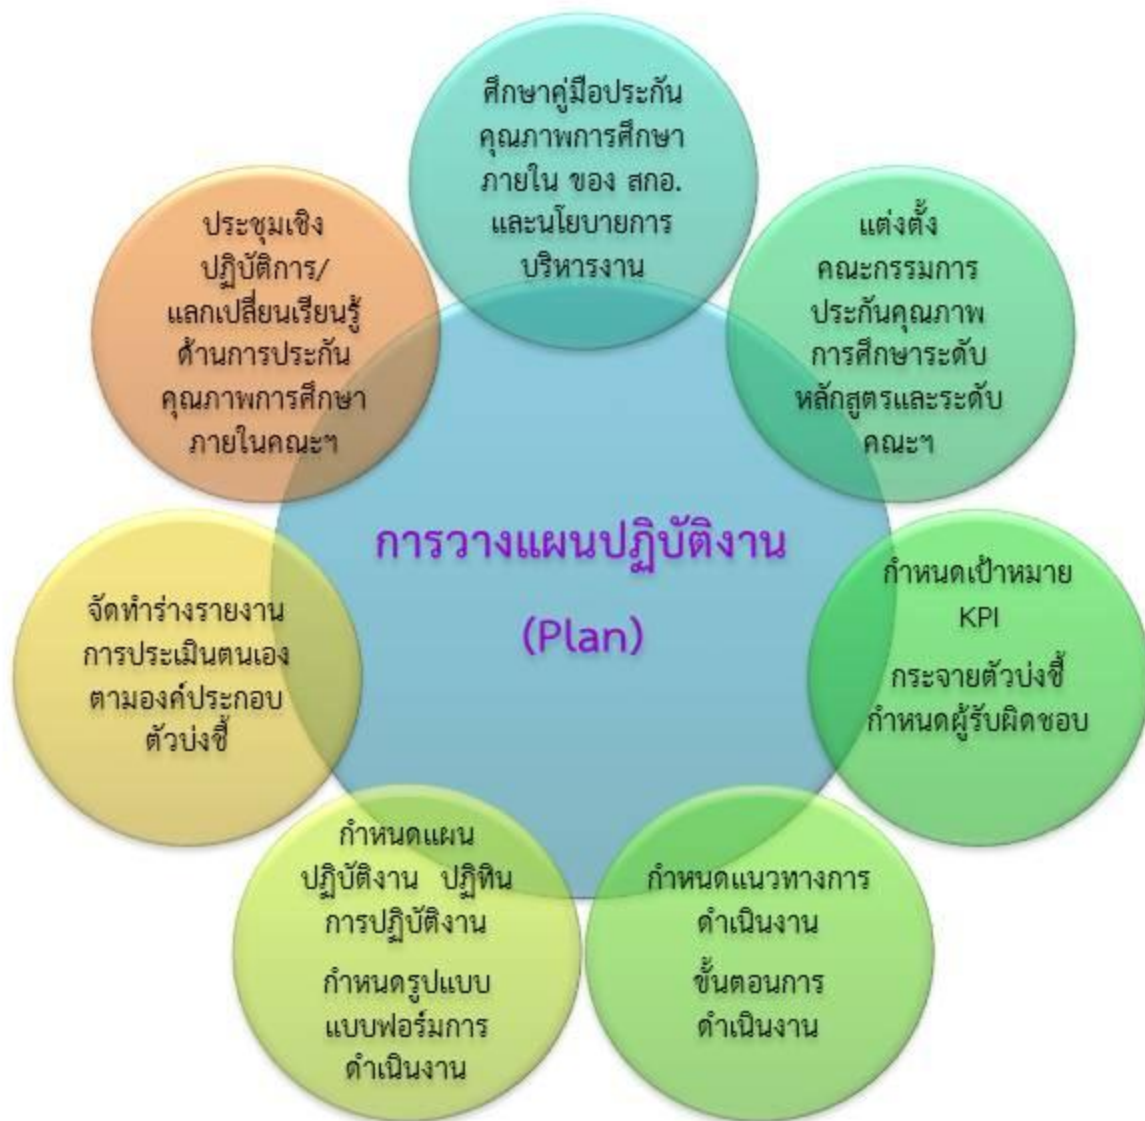 ศึกษาคู่มือประกัน
คุณภาพการศึกษา
ภายใน ของ สกอ.
และนโยบายการ
บริหารงาน
แต่งตั้ง
คณะกรรมการ
ประกันคุณภาพ
การศึกษาระดับ
หลักสูตรและระดับ
คณะฯ
กำหนดเป้าหมาย
KPI
กระจายตัวบ่งชี้
กำหนดผู้รับผิดชอบ
กำหนดแนวทางการ
ดำเนินงาน
ขั้นตอนการ
ดำเนินงาน
กำหนดแผน
ปฏิบัติงาน ปฏิทิน
การปฏิบัติงาน
กำหนดรูปแบบ
แบบฟอร์มการ
ดำเนินงาน
จัดทำร่างรายงาน
การประเมินตนเอง
ตามองค์ประกอบ
ตัวบ่งชี้
ประชุมเชิง
ปฏิบัติการ/
แลกเปลี่ยนเรียนรู้
ด้านการประกัน
คุณภาพการศึกษา
ภายในคณะฯ
การวางแผนปฏิบัติงาน
(Plan)